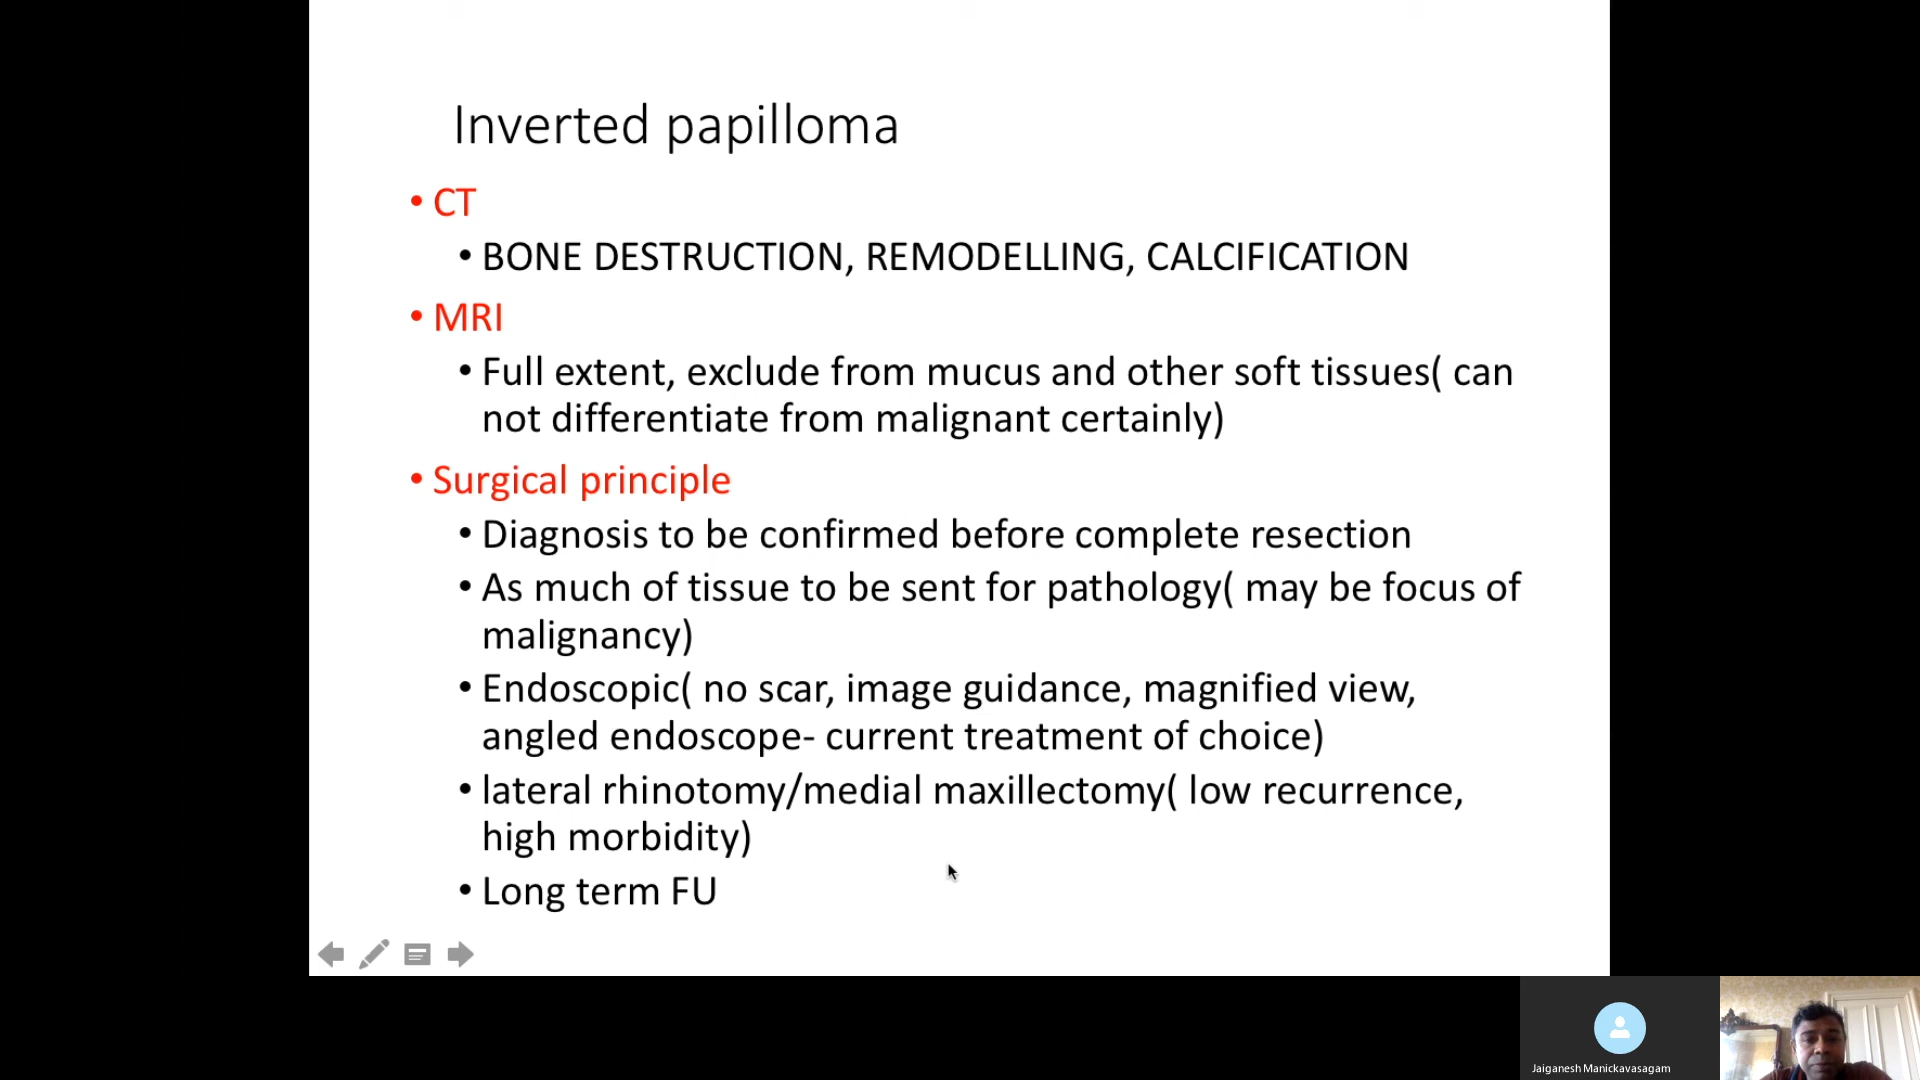 Inverted papilloma
• CT
• BONE DESTRUCTION, REMODELLING, CALCIFICATION
• MRI
• Full extent, exclude from mucus and other soft tissues( can
not differentiate from malignant certainly)
• Surgical principle
• Diagnosis to be confirmed before complete resection
• As much of tissue to be sent for pathology( may be focus of
malignancy)
• Endoscopic( no scar, image guidance, magnified view,
angled endoscope- current treatment of choice)
• lateral rhinotomy/medial maxillectomy( low recurrence,
high morbidity)
• Long term FU
Jaiganesh Manickavasagam